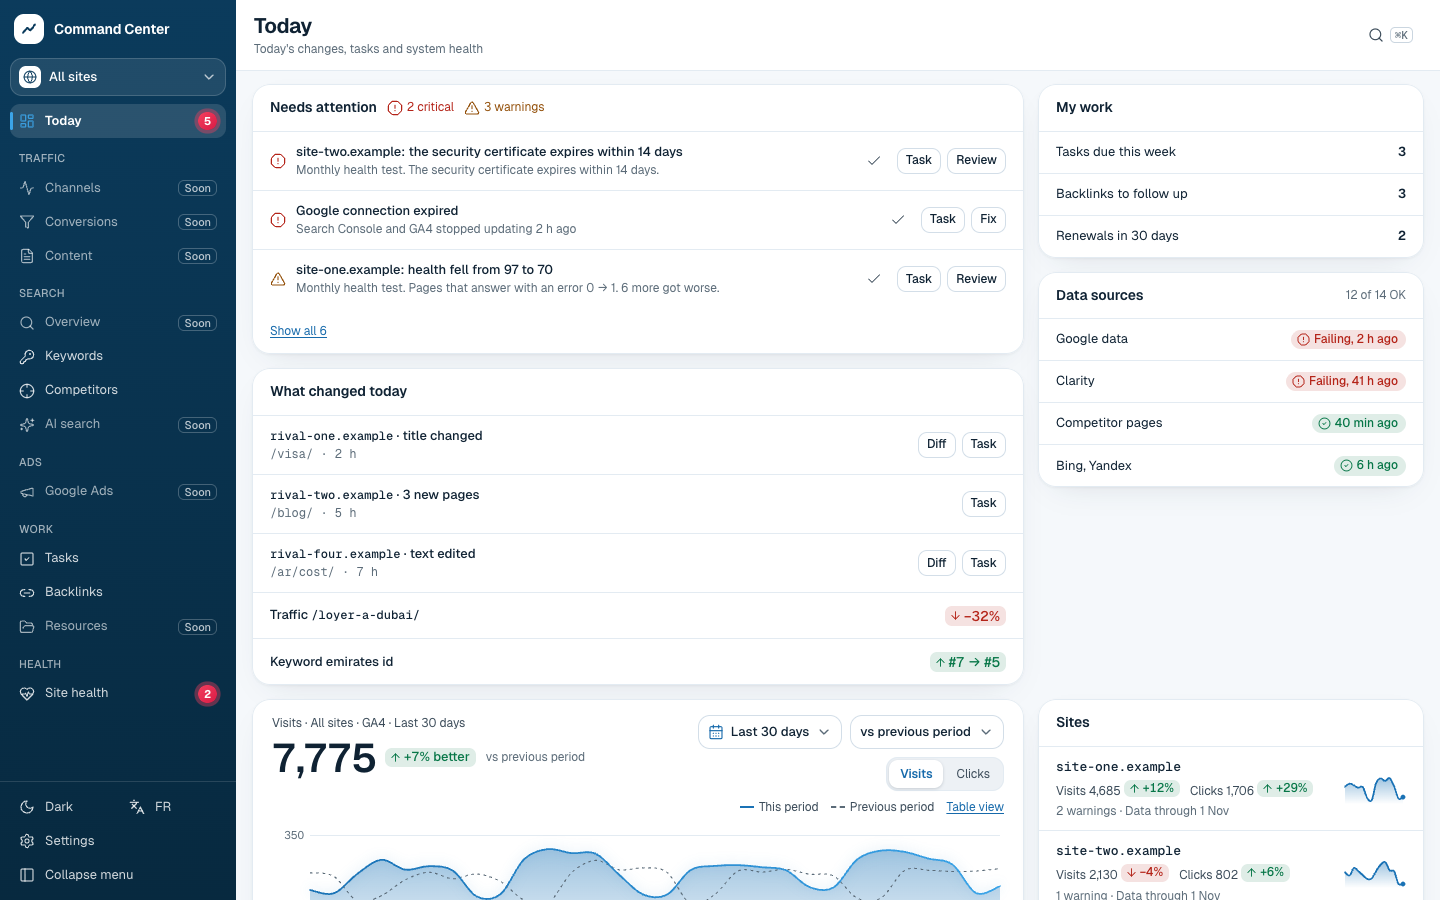 Command Center
All sites
Today
5
TRAFFIC
Channels
Soon
Conversions
Soon
Content
Soon
SEARCH
Overview
Soon
Keywords
Competitors
AI search
Soon
ADS
Google Ads
Soon
WORK
Tasks
Backlinks
Resources
Soon
HEALTH
Site health
2
Dark
FR
Settings
Collapse menu
Today
Today's changes, tasks and system health
⌘K
Needs attention
2 critical
3 warnings
site-two.example: the security certificate expires within 14 days
Monthly health test. The security certificate expires within 14 days.
Task
Review
Google connection expired
Search Console and GA4 stopped updating 2 h ago
Task
Fix
site-one.example: health fell from 97 to 70
Monthly health test. Pages that answer with an error 0 → 1. 6 more got worse.
Task
Review
Show all 6
What changed today
rival-one.example · title changed
/visa/ · 2 h
Diff
Task
rival-two.example · 3 new pages
/blog/ · 5 h
Task
rival-four.example · text edited
/ar/cost/ · 7 h
Diff
Task
Traffic /loyer-a-dubai/
↓ −32%
Keyword emirates id
↑ #7 → #5
My work
Tasks due this week
3
Backlinks to follow up
3
Renewals in 30 days
2
Data sources
12 of 14 OK
Google data
Failing, 2 h ago
Clarity
Failing, 41 h ago
Competitor pages
40 min ago
Bing, Yandex
6 h ago
Visits · All sites · GA4 · Last 30 days
7,775
↑ +7% better
vs previous period
Last 30 days
vs previous period
Visits
Clicks
This period
Previous period
Table view
350
Sites
site-one.example
Visits 4,685 ↑ +12% Clicks 1,706 ↑ +29%
2 warnings · Data through 1 Nov
site-two.example
Visits 2,130 ↓ −4% Clicks 802 ↑ +6%
1 warning · Data through 1 Nov